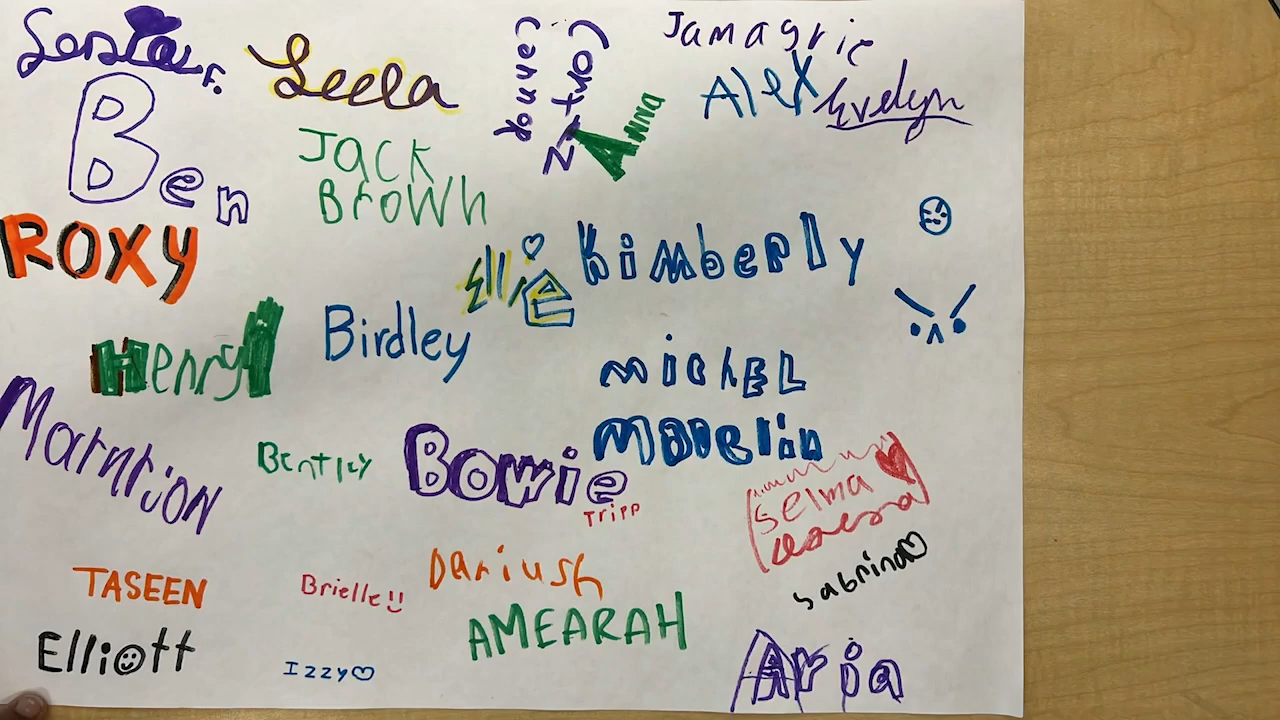 Leela
Jamagrie
Alex
Evelyn
Anna
Ben
Jack
Brown
ROXY
Ellie
Kimberly
Henry
Birdley
michEL
Bentley
Bowie
Tripp
Selma
sabrina
TASEEN
Brielle!!
Dariush
AMEARAH
Elliott
Izzy
Aria